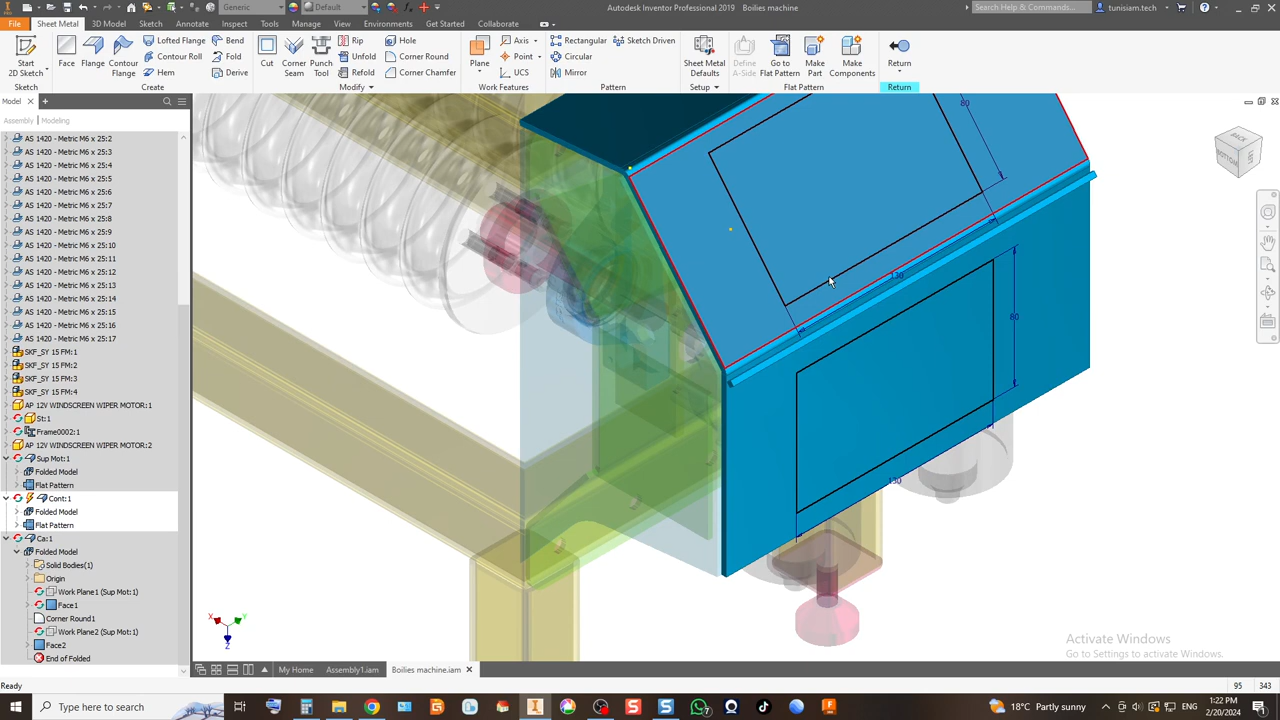 Generic
Default
Autodesk Inventor Professional 2019 Boilies machine
Search Help & Commands...
tunisiam.tech
File Sheet Metal 3D Model Sketch Annotate Inspect Tools Manage View Environments Get Started Collaborate
Start
2D Sketch
Face
Flange
Contour
Flange
Lofted Flange
Contour Roll
Hem
Bend
Fold
Derive
Cut
Corner
Seam
Punch
Tool
Rip
Unfold
Refold
Hole
Corner Round
Corner Chamfer
Plane
Axis
Point
UCS
Rectangular
Circular
Mirror
Sketch Driven
Sheet Metal
Defaults
Define
A-Side
Go to
Flat Pattern
Make
Part
Make
Components
Return
Sketch Create Modify Work Features Pattern Setup Flat Pattern Return
Model
Assembly Modeling
AS 1420 - Metric M6 x 25:2
AS 1420 - Metric M6 x 25:3
AS 1420 - Metric M6 x 25:4
AS 1420 - Metric M6 x 25:5
AS 1420 - Metric M6 x 25:6
AS 1420 - Metric M6 x 25:7
AS 1420 - Metric M6 x 25:8
AS 1420 - Metric M6 x 25:9
AS 1420 - Metric M6 x 25:10
AS 1420 - Metric M6 x 25:11
AS 1420 - Metric M6 x 25:12
AS 1420 - Metric M6 x 25:13
AS 1420 - Metric M6 x 25:14
AS 1420 - Metric M6 x 25:15
AS 1420 - Metric M6 x 25:16
AS 1420 - Metric M6 x 25:17
SKF_SY 15 FM:1
SKF_SY 15 FM:2
SKF_SY 15 FM:3
SKF_SY 15 FM:4
AP 12V WINDSCREEN WIPER MOTOR:1
St:1
Frame0002:1
AP 12V WINDSCREEN WIPER MOTOR:2
Sup Mot:1
Folded Model
Flat Pattern
Cont:1
Folded Model
Flat Pattern
Ca:1
Folded Model
Solid Bodies(1)
Origin
Work Plane1 (Sup Mot:1)
Face1
Corner Round1
Work Plane2 (Sup Mot:1)
Face2
End of Folded
80
130
80
130
BACK
BOTTOM
X
Y
Z
Activate Windows
Go to Settings to activate Windows.
My Home Assembly1.iam Boilies machine.iam
Ready
95 343
Type here to search
18°C Partly sunny
1:22 PM
2/20/2024